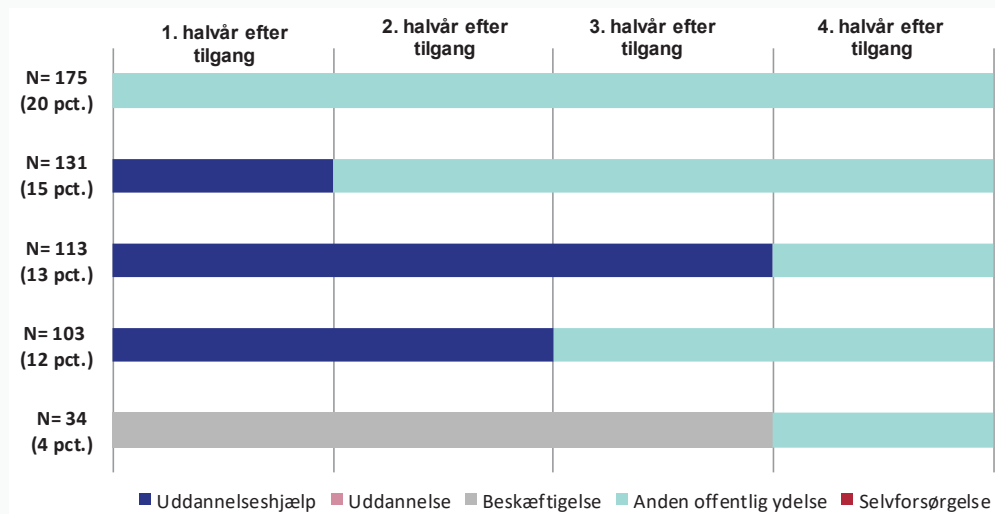 1. halvår efter tilgang
2. halvår efter tilgang
3. halvår efter tilgang
4. halvår efter tilgang
N= 175
(20 pct.)
N= 131
(15 pct.)
N= 113
(13 pct.)
N= 103
(12 pct.)
N= 34
(4 pct.)
Uddannelseshjælp Uddannelse Beskæftigelse Anden offentlig ydelse Selvforsørgelse